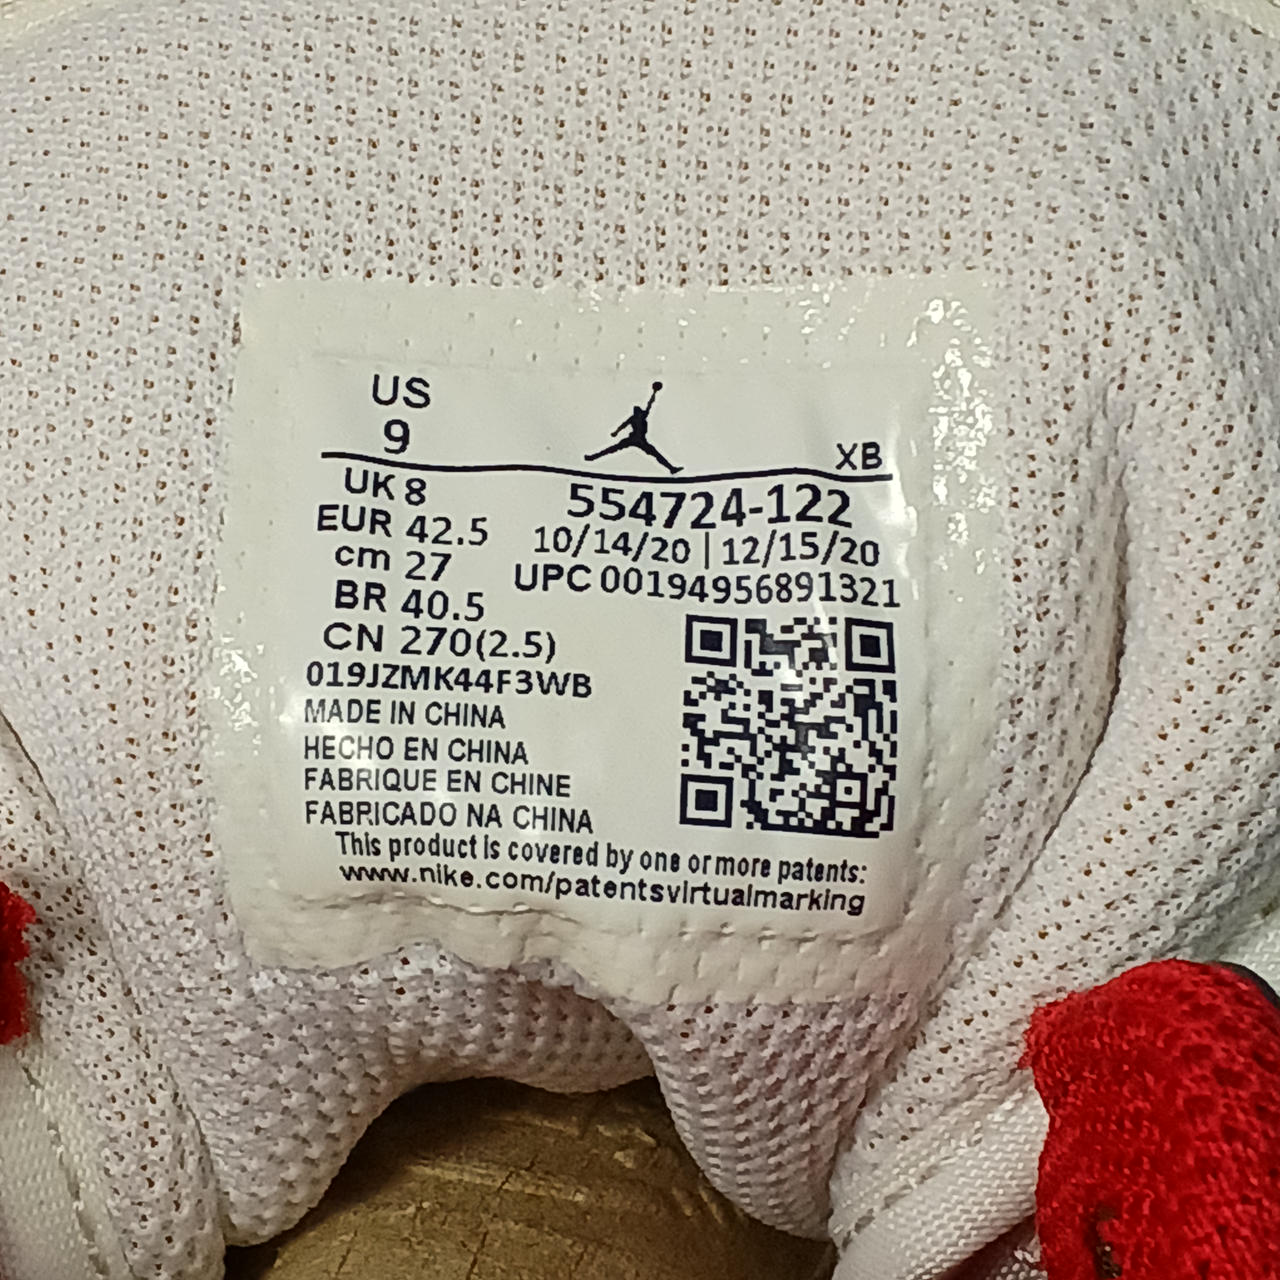 US
9
XB
UK 8
EUR 42.5
cm 27
BR 40.5
CN 270(2.5)
554724-122
10/14/20 | 12/15/20
UPC 00194956891321
019JZMK44F3WB
MADE IN CHINA
HECHO EN CHINA
FABRIQUE EN CHINE
FABRICADO NA CHINA
This product is covered by one or more patents:
www.nike.com/patentsvirtualmarking